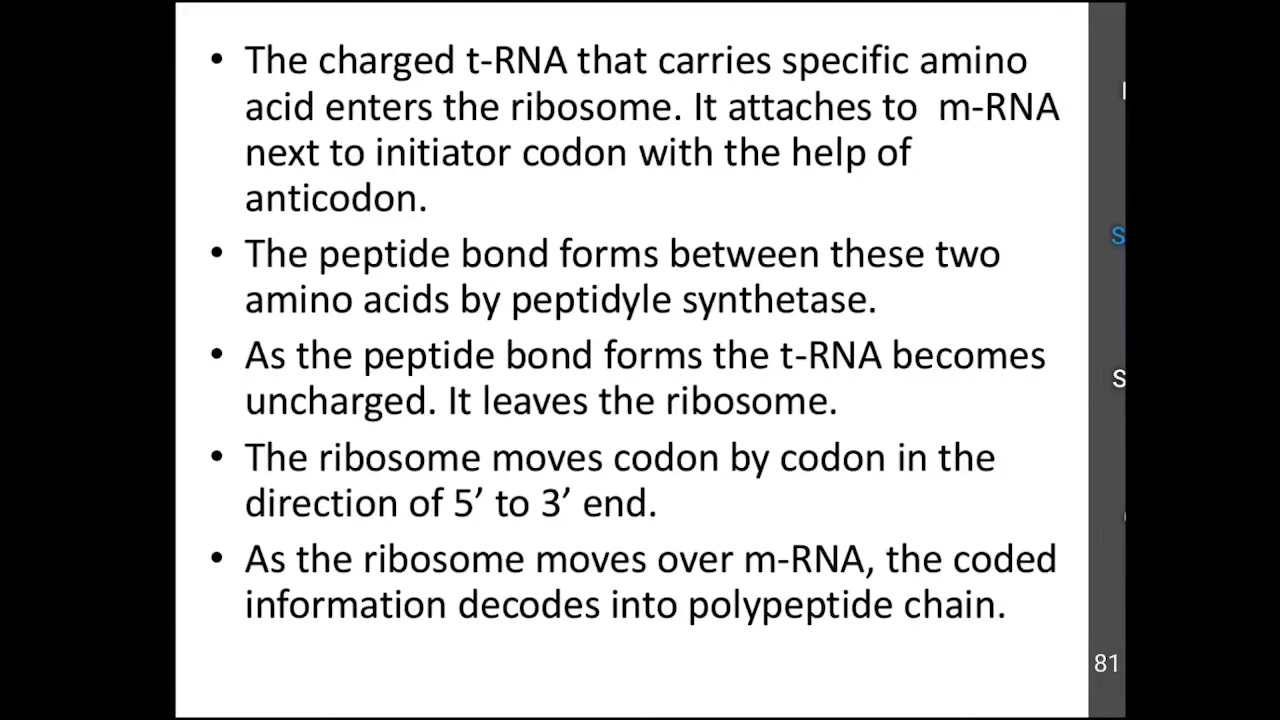 • The charged t-RNA that carries specific amino
acid enters the ribosome. It attaches to  m-RNA
next to initiator codon with the help of
anticodon.
• The peptide bond forms between these two
amino acids by peptidyle synthetase.
• As the peptide bond forms the t-RNA becomes
uncharged. It leaves the ribosome.
• The ribosome moves codon by codon in the
direction of 5’ to 3’ end.
• As the ribosome moves over m-RNA, the coded
information decodes into polypeptide chain.
S
S
81